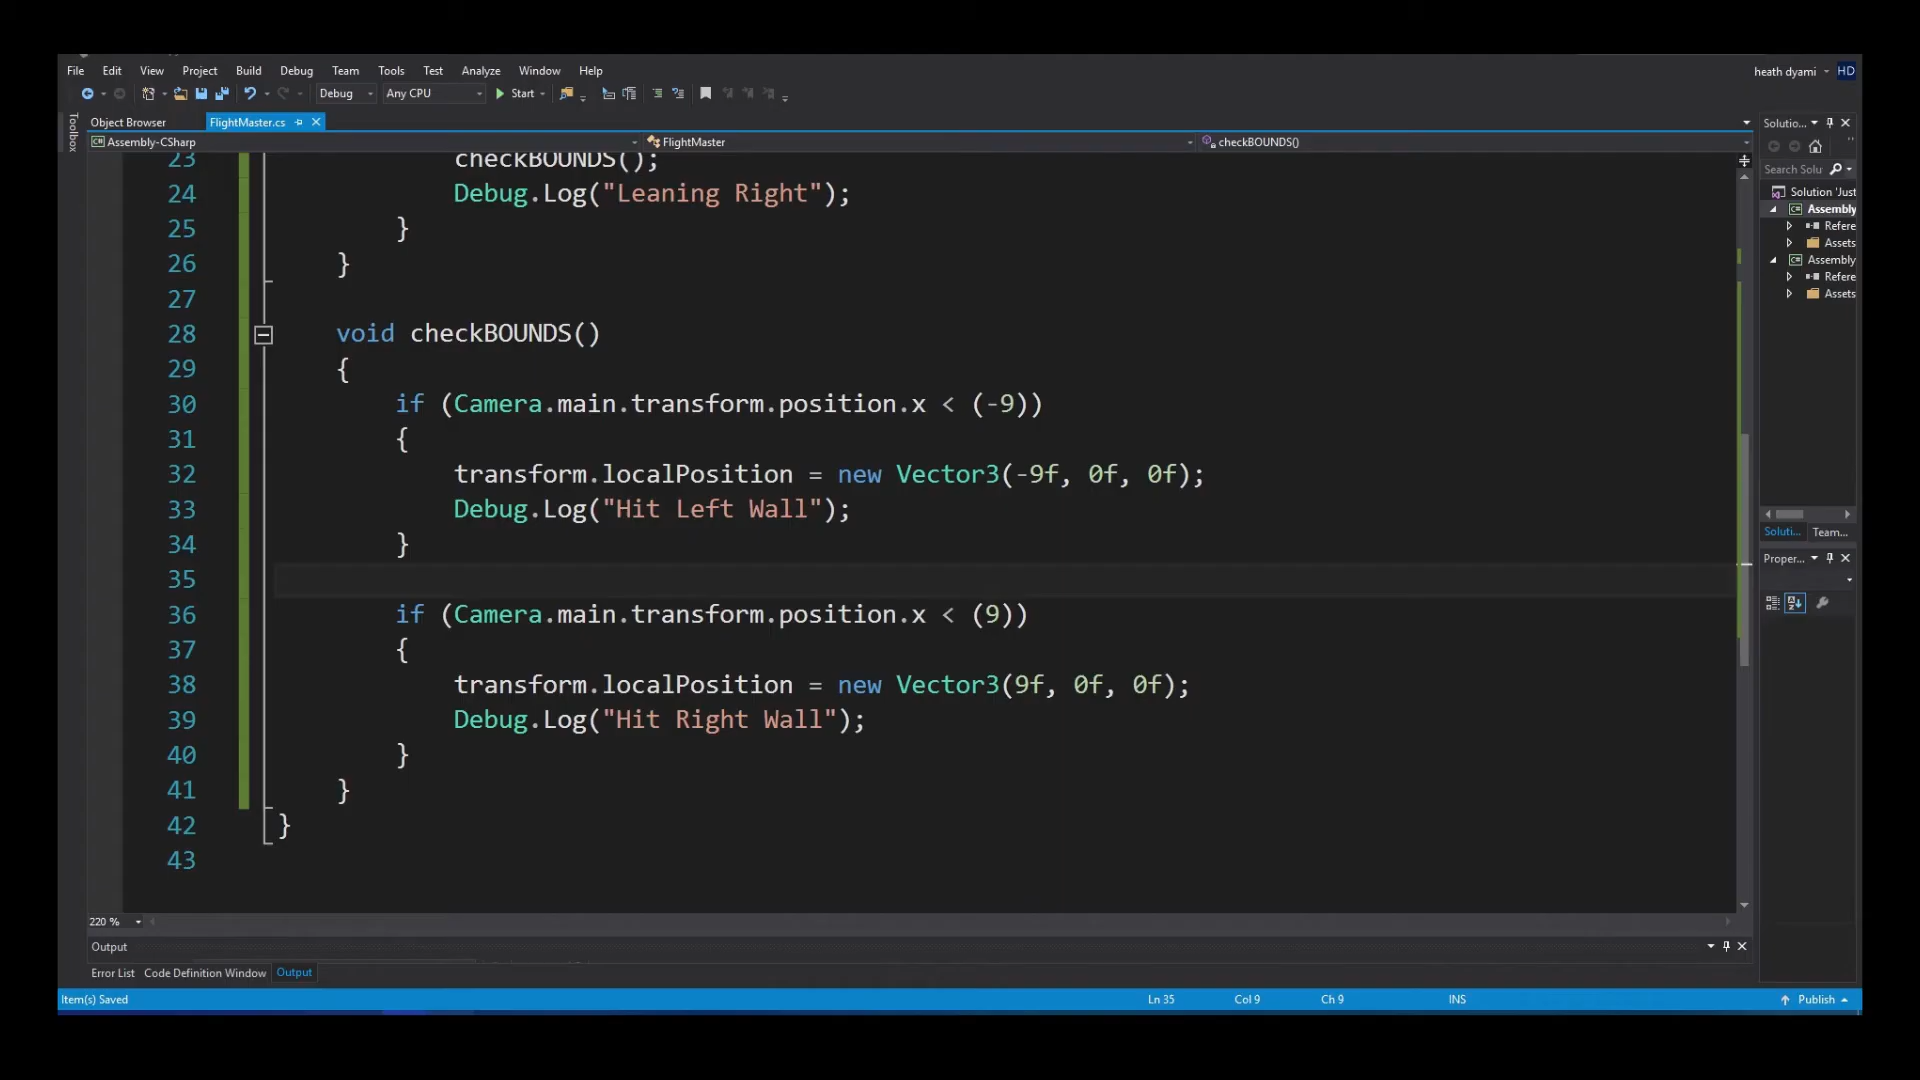 File Edit View Project Build Debug Team Tools Test Analyze Window Help
heath dyami HD
Debug Any CPU Start
Toolbox
Object Browser FlightMaster.cs
Assembly-CSharp FlightMaster checkBOUNDS()
23 checkBOUNDS();
24 Debug.Log("Leaning Right");
25 }
26 }
27
28 void checkBOUNDS()
29 {
30 if (Camera.main.transform.position.x < (-9))
31 {
32 transform.localPosition = new Vector3(-9f, 0f, 0f);
33 Debug.Log("Hit Left Wall");
34 }
35
36 if (Camera.main.transform.position.x < (9))
37 {
38 transform.localPosition = new Vector3(9f, 0f, 0f);
39 Debug.Log("Hit Right Wall");
40 }
41 }
42 }
43
220 %
Output
Error List Code Definition Window Output
Item(s) Saved Ln 35 Col 9 Ch 9 INS Publish
Solutio...
Search Solu
Solution 'Just
Assembly
Refere
Assets
Assembly
Refere
Assets
Soluti... Team...
Proper...